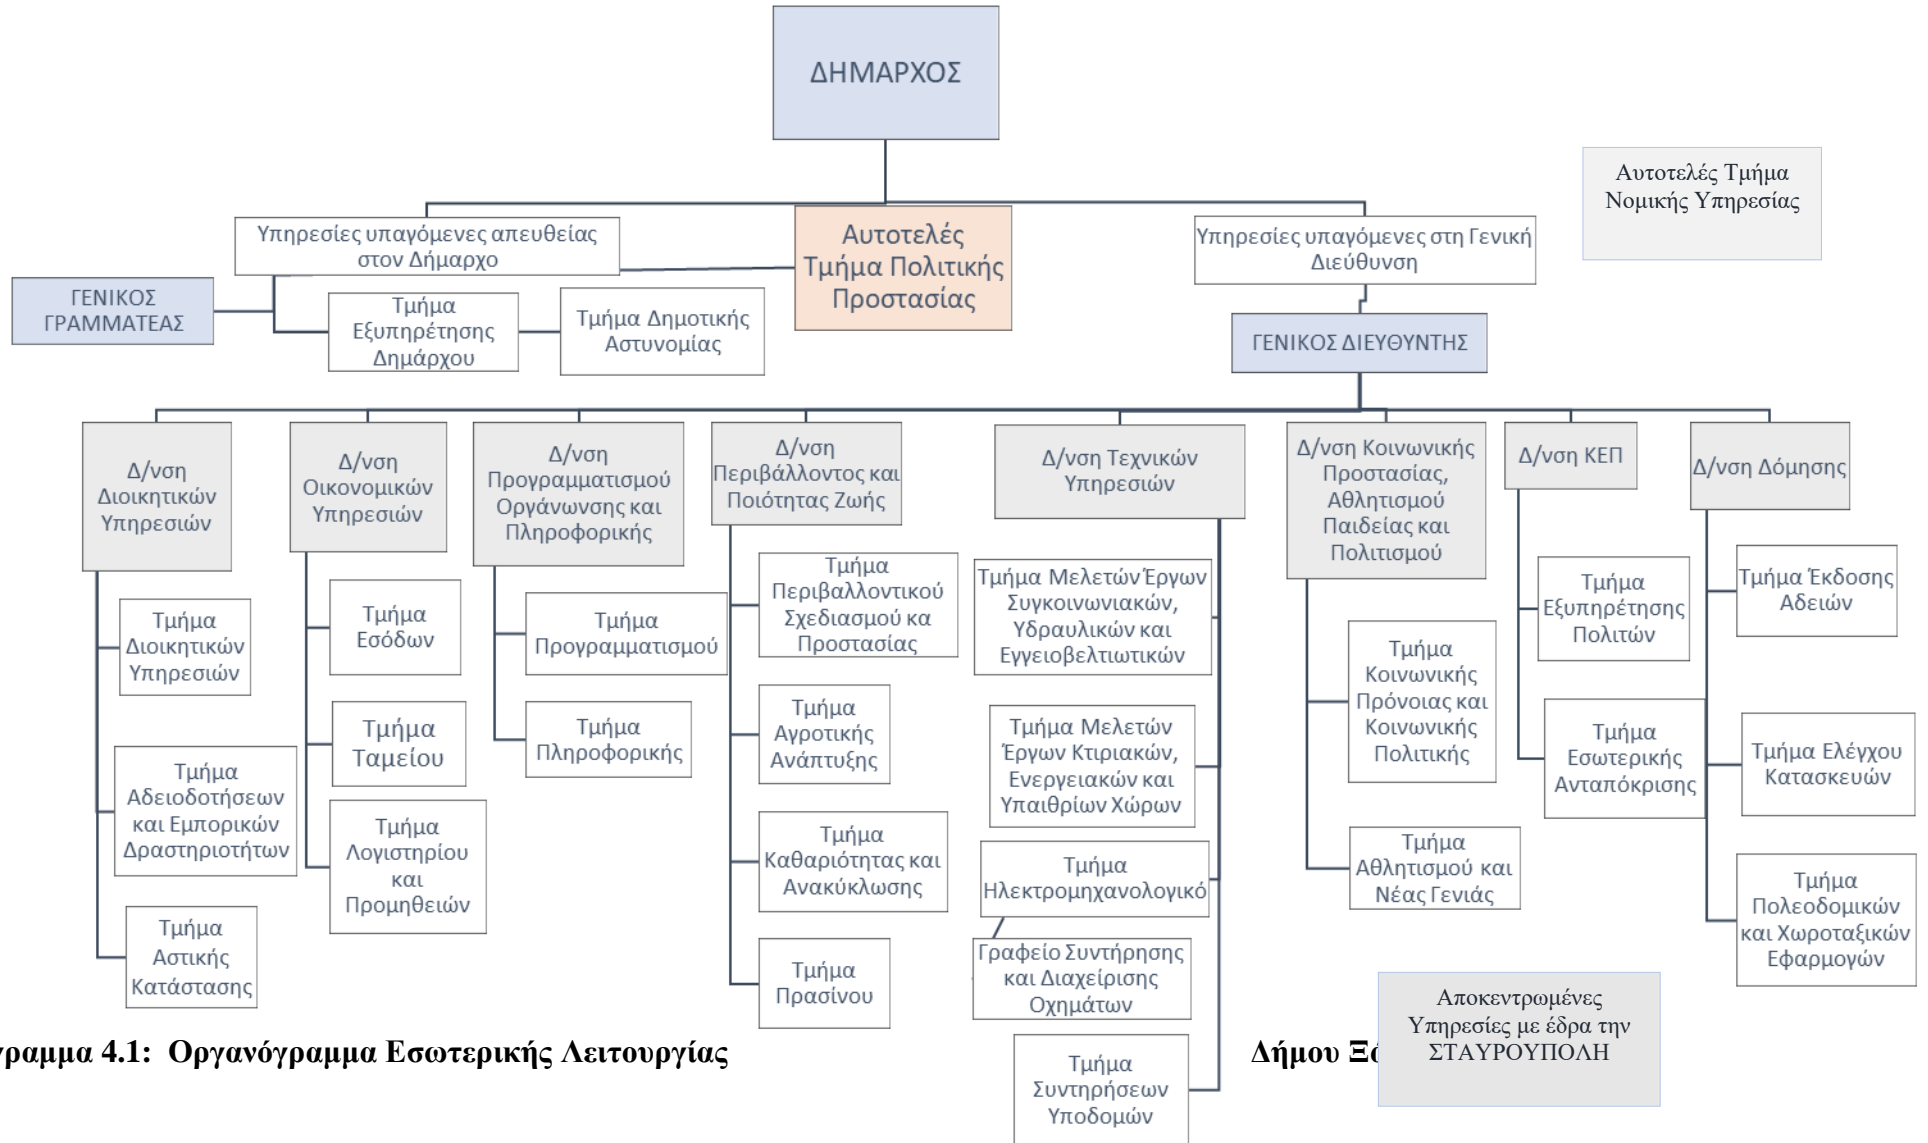 ΔΗΜΑΡΧΟΣ
Αυτοτελές Τμήμα
Νομικής Υπηρεσίας
Υπηρεσίες υπαγόμενες απευθείας
στον Δήμαρχο
Αυτοτελές
Τμήμα Πολιτικής
Προστασίας
Υπηρεσίες υπαγόμενες στη Γενική
Διεύθυνση
ΓΕΝΙΚΟΣ
ΓΡΑΜΜΑΤΕΑΣ
Τμήμα
Εξυπηρέτησης
Δημάρχου
Τμήμα Δημοτικής
Αστυνομίας
ΓΕΝΙΚΟΣ ΔΙΕΥΘΥΝΤΗΣ
Δ/νση
Διοικητικών
Υπηρεσιών
Δ/νση
Οικονομικών
Υπηρεσιών
Δ/νση
Προγραμματισμού
Οργάνωνσης και
Πληροφορικής
Δ/νση
Περιβάλλοντος και
Ποιότητας Ζωής
Δ/νση Τεχνικών
Υπηρεσιών
Δ/νση Κοινωνικής
Προστασίας,
Αθλητισμού
Παιδείας και
Πολιτισμού
Δ/νση ΚΕΠ
Δ/νση Δόμησης
Τμήμα
Διοικητικών
Υπηρεσιών
Τμήμα
Αδειοδοτήσεων
και Εμπορικών
Δραστηριοτήτων
Τμήμα
Αστικής
Κατάστασης
Τμήμα
Εσόδων
Τμήμα
Ταμείου
Τμήμα
Λογιστηρίου
και
Προμηθειών
Τμήμα
Προγραμματισμού
Τμήμα
Πληροφορικής
Τμήμα
Περιβαλλοντικού
Σχεδιασμού κα
Προστασίας
Τμήμα
Αγροτικής
Ανάπτυξης
Τμήμα
Καθαριότητας και
Ανακύκλωσης
Τμήμα
Πρασίνου
Τμήμα Μελετών Έργων
Συγκοινωνιακών,
Υδραυλικών και
Εγγειοβελτιωτικών
Τμήμα Μελετών
Έργων Κτιριακών,
Ενεργειακών και
Υπαιθρίων Χώρων
Τμήμα
Ηλεκτρομηχανολογικό
Γραφείο Συντήρησης
και Διαχείρισης
Οχημάτων
Τμήμα
Συντηρήσεων
Υποδομών
Τμήμα
Κοινωνικής
Πρόνοιας και
Κοινωνικής
Πολιτικής
Τμήμα
Αθλητισμού και
Νέας Γενιάς
Τμήμα
Εξυπηρέτησης
Πολιτών
Τμήμα
Εσωτερικής
Ανταπόκρισης
Τμήμα Έκδοσης
Αδειών
Τμήμα Ελέγχου
Κατασκευών
Τμήμα
Πολεοδομικών
και Χωροταξικών
Εφαρμογών
Αποκεντρωμένες
Υπηρεσίες με έδρα την
ΣΤΑΥΡΟΥΠΟΛΗ
γραμμα 4.1: Οργανόγραμμα Εσωτερικής Λειτουργίας Δήμου